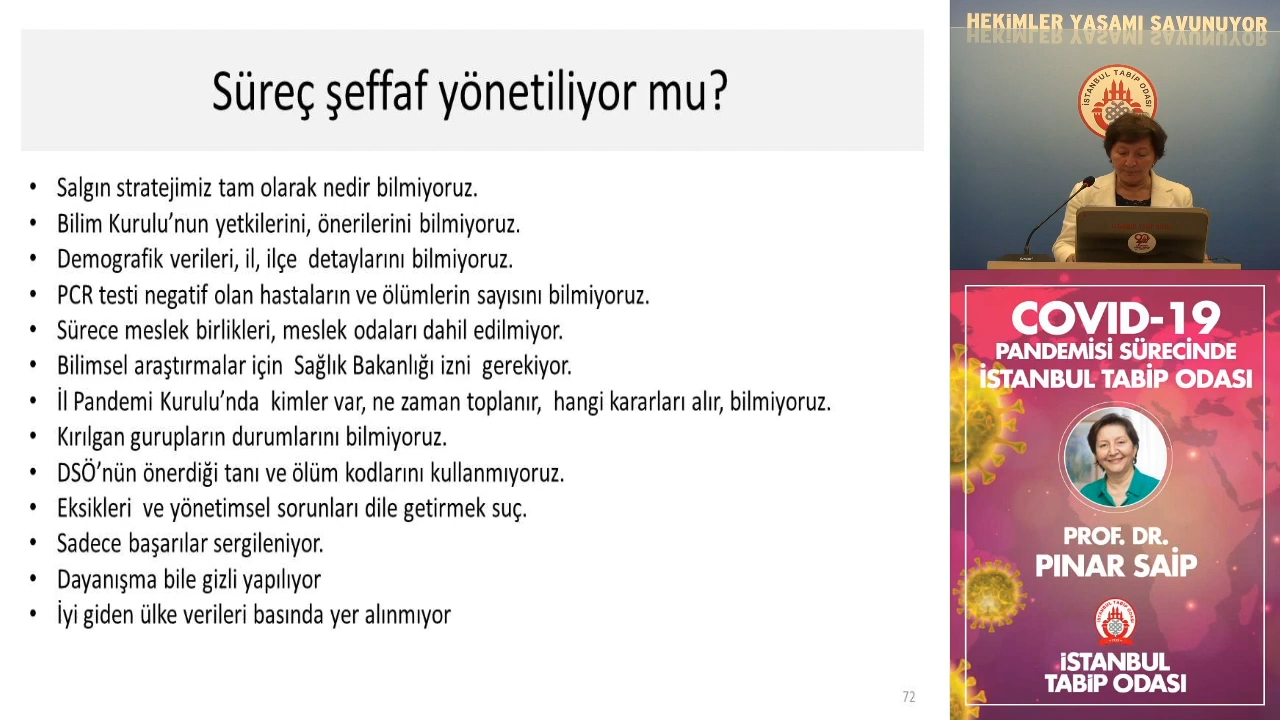 Süreç şeffaf yönetiliyor mu?
• Salgın stratejimiz tam olarak nedir bilmiyoruz.
• Bilim Kurulu’nun yetkilerini, önerilerini bilmiyoruz.
• Demografik verileri, il, ilçe detaylarını bilmiyoruz.
• PCR testi negatif olan hastaların ve ölümlerin sayısını bilmiyoruz.
• Sürece meslek birlikleri, meslek odaları dahil edilmiyor.
• Bilimsel araştırmalar için Sağlık Bakanlığı izni gerekiyor.
• İl Pandemi Kurulu’nda kimler var, ne zaman toplanır, hangi kararları alır, bilmiyoruz.
• Kırılgan gurupların durumlarını bilmiyoruz.
• DSÖ’nün önerdiği tanı ve ölüm kodlarını kullanmıyoruz.
• Eksikleri ve yönetimsel sorunları dile getirmek suç.
• Sadece başarılar sergileniyor.
• Dayanışma bile gizli yapılıyor
• İyi giden ülke verileri basında yer alınmıyor
72
HEKİMLER YAŞAMI SAVUNUYOR
İSTANBUL TABİP ODASI
COVID-19
PANDEMİSİ SÜRECİNDE
İSTANBUL TABİP ODASI
PROF. DR.
PINAR SAİP
İSTANBUL
TABİP ODASI